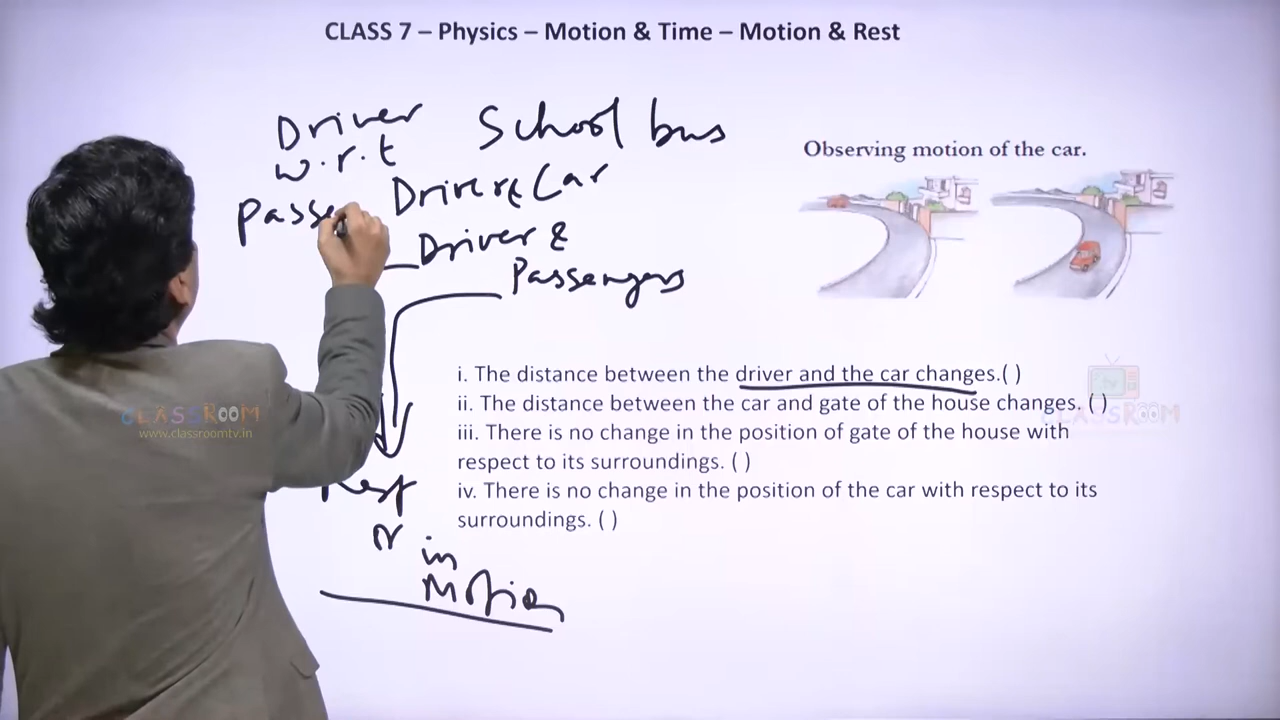 CLASS 7 – Physics – Motion & Time – Motion & Rest
Driver School bus
w.r.t
Passe
Driver & Car
Driver &
Passengers
Rest
or in
Motion
Observing motion of the car.
i. The distance between the driver and the car changes.( )
ii. The distance between the car and gate of the house changes. ( )
iii. There is no change in the position of gate of the house with
respect to its surroundings. ( )
iv. There is no change in the position of the car with respect to its
surroundings. ( )
CLASSROOM
www.classroomtv.in
CLASSROOM